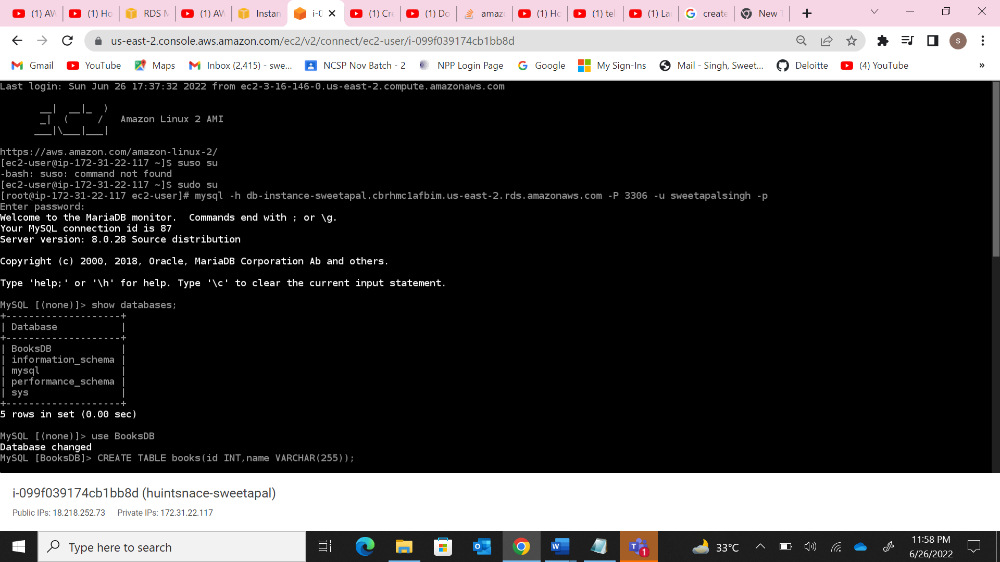 (1) AW
(1) Ho
RDS M
(1) AW
Instan
i-0
(1) Cre
(1) Do
amazo
(1) Ho
(1) tel
(1) Lau
create
New T
us-east-2.console.aws.amazon.com/ec2/v2/connect/ec2-user/i-099f039174cb1bb8d
s
Gmail
YouTube
Maps
Inbox (2,415) - swe...
NCSP Nov Batch - 2
NPP Login Page
Google
My Sign-Ins
Mail - Singh, Sweet...
Deloitte
(4) YouTube
»
Last login: Sun Jun 26 17:37:32 2022 from ec2-3-16-146-0.us-east-2.compute.amazonaws.com
__|  __|_  )
_|  (     /   Amazon Linux 2 AMI
___|\___|___|
https://aws.amazon.com/amazon-linux-2/
[ec2-user@ip-172-31-22-117 ~]$ suso su
-bash: suso: command not found
[ec2-user@ip-172-31-22-117 ~]$ sudo su
[root@ip-172-31-22-117 ec2-user]# mysql -h db-instance-sweetapal.cbrhmc1afbim.us-east-2.rds.amazonaws.com -P 3306 -u sweetapalsingh -p
Enter password:
Welcome to the MariaDB monitor.  Commands end with ; or \g.
Your MySQL connection id is 87
Server version: 8.0.28 Source distribution
Copyright (c) 2000, 2018, Oracle, MariaDB Corporation Ab and others.
Type 'help;' or '\h' for help. Type '\c' to clear the current input statement.
MySQL [(none)]> show databases;
+--------------------+
| Database           |
+--------------------+
| BooksDB            |
| information_schema |
| mysql              |
| performance_schema |
| sys                |
+--------------------+
5 rows in set (0.00 sec)
MySQL [(none)]> use BooksDB
Database changed
MySQL [BooksDB]> CREATE TABLE books(id INT,name VARCHAR(255));
i-099f039174cb1bb8d (huintsnace-sweetapal)
Public IPs: 18.218.252.73 Private IPs: 172.31.22.117
Type here to search
1
33°C
11:58 PM
6/26/2022